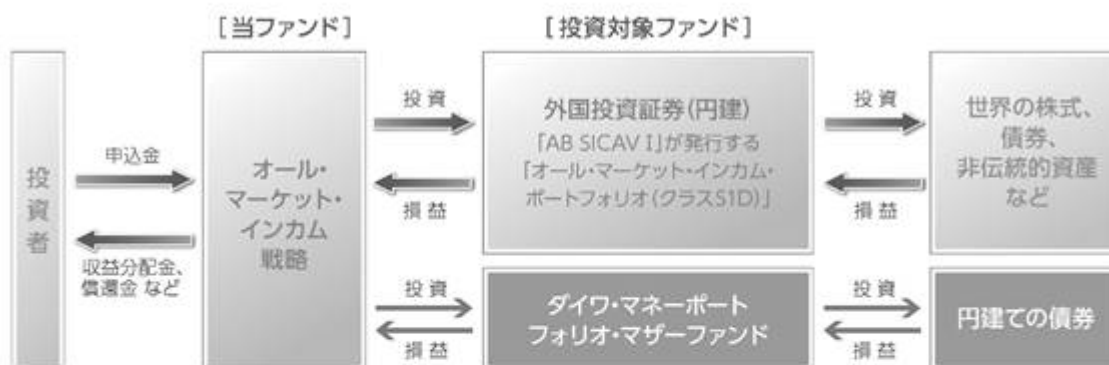 [当ファンド]
[投資対象ファンド]
投資者
申込金
収益分配金、
償還金 など
オール・
マーケット・
インカム
戦略
投資
損益
外国投資証券(円建)
「AB SICAV I」が発行する
「オール・マーケット・インカム・
ポートフォリオ(クラスS1D)」
投資
損益
世界の株式、
債券、
非伝統的資産
など
投資
損益
ダイワ・マネーポート
フォリオ・マザーファンド
投資
損益
円建ての債券